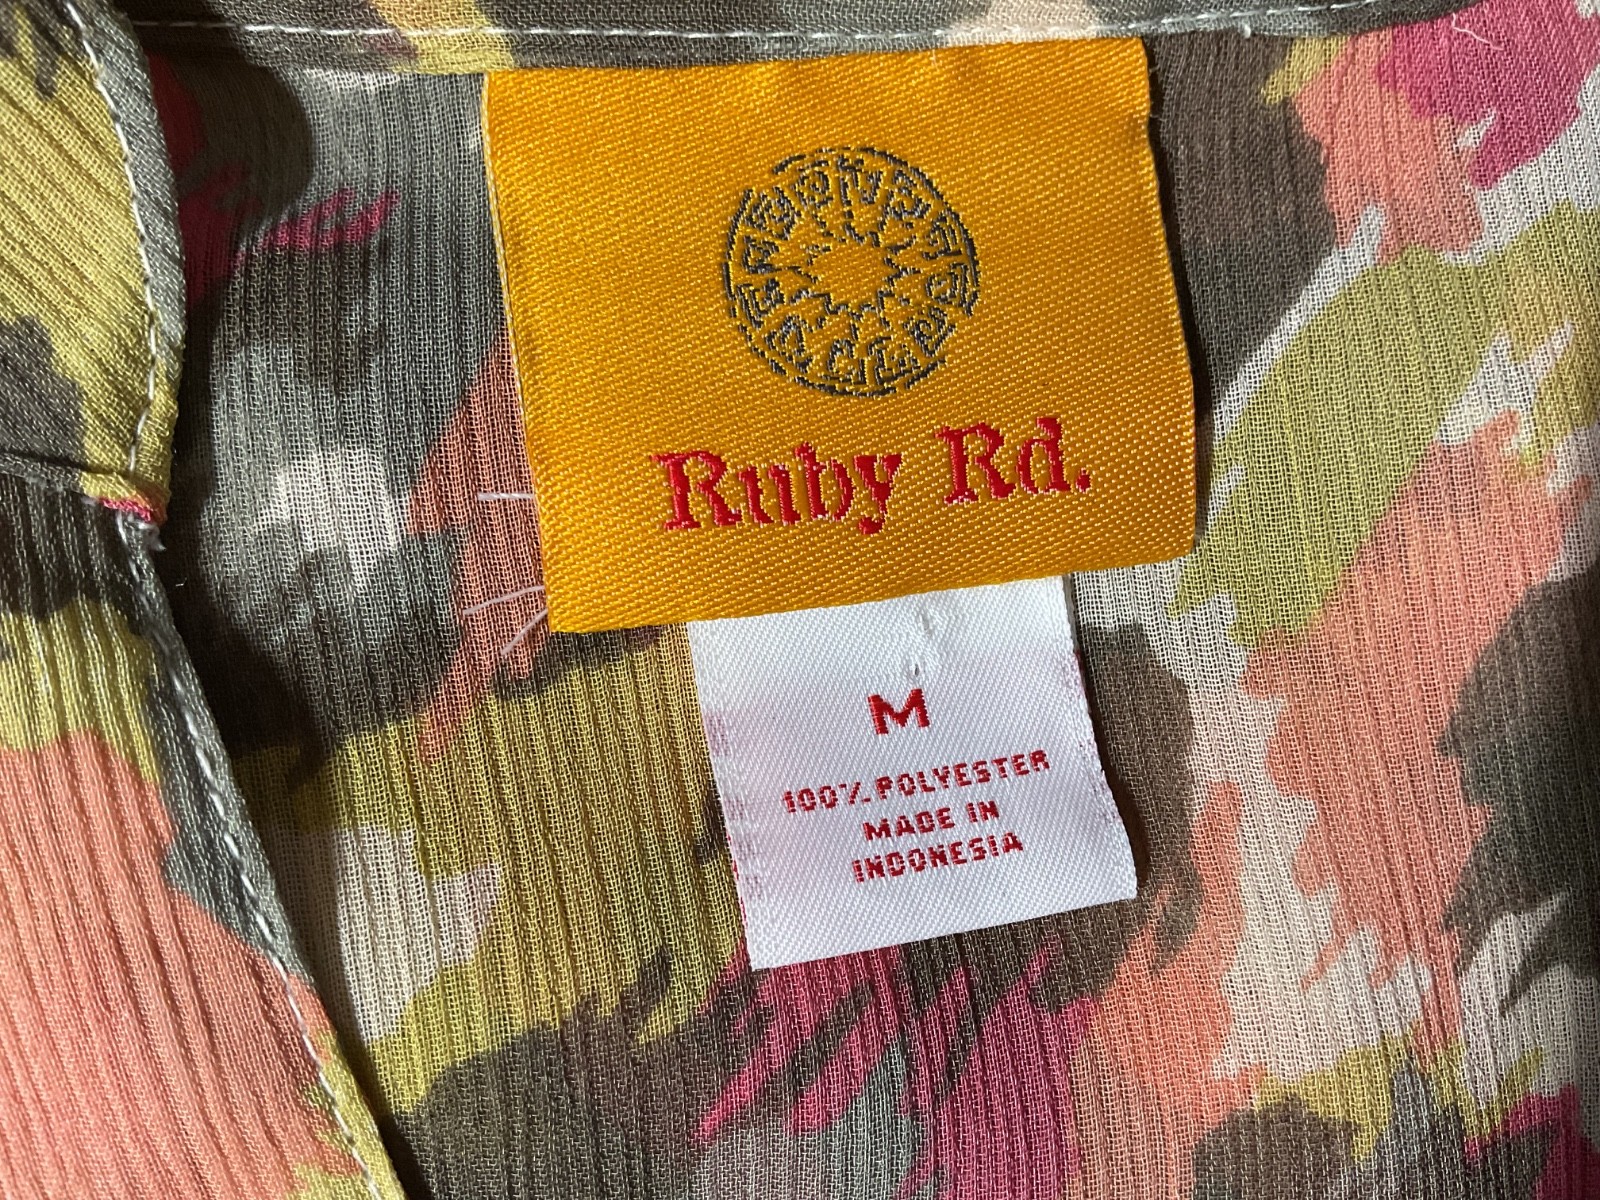 Ruby Rd.
M
100% POLYESTER
MADE IN
INDONESIA